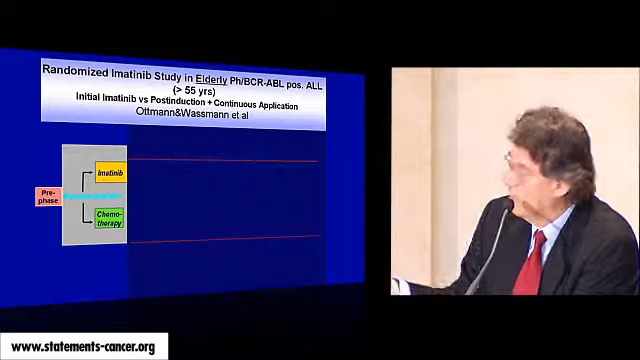 Randomized Imatinib Study in Elderly Ph/BCR-ABL pos. ALL
(> 55 yrs)
Initial Imatinib vs Postinduction + Continuous Application
Ottmann&Wassmann et al
Imatinib
Pre-
phase
Chemo-
therapy
www.statements-cancer.org